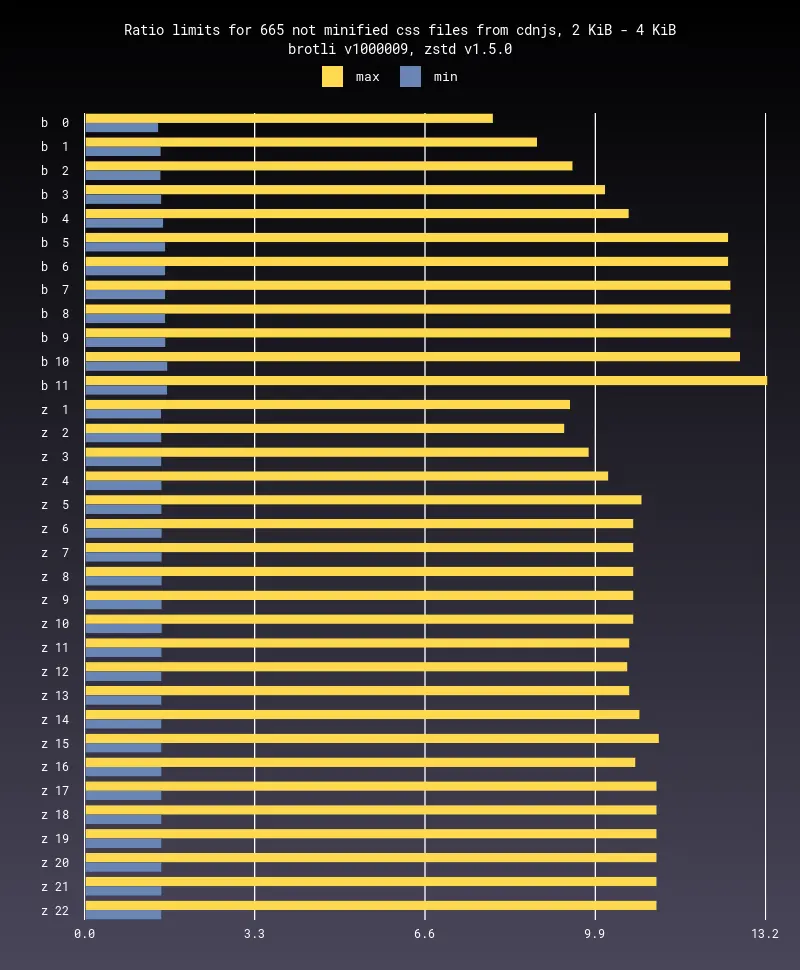 Ratio limits for 665 not minified css files from cdnjs, 2 KiB - 4 KiB
brotli v1000009, zstd v1.5.0
max min
b 0
b 1
b 2
b 3
b 4
b 5
b 6
b 7
b 8
b 9
b 10
b 11
z 1
z 2
z 3
z 4
z 5
z 6
z 7
z 8
z 9
z 10
z 11
z 12
z 13
z 14
z 15
z 16
z 17
z 18
z 19
z 20
z 21
z 22
0.0 3.3 6.6 9.9 13.2